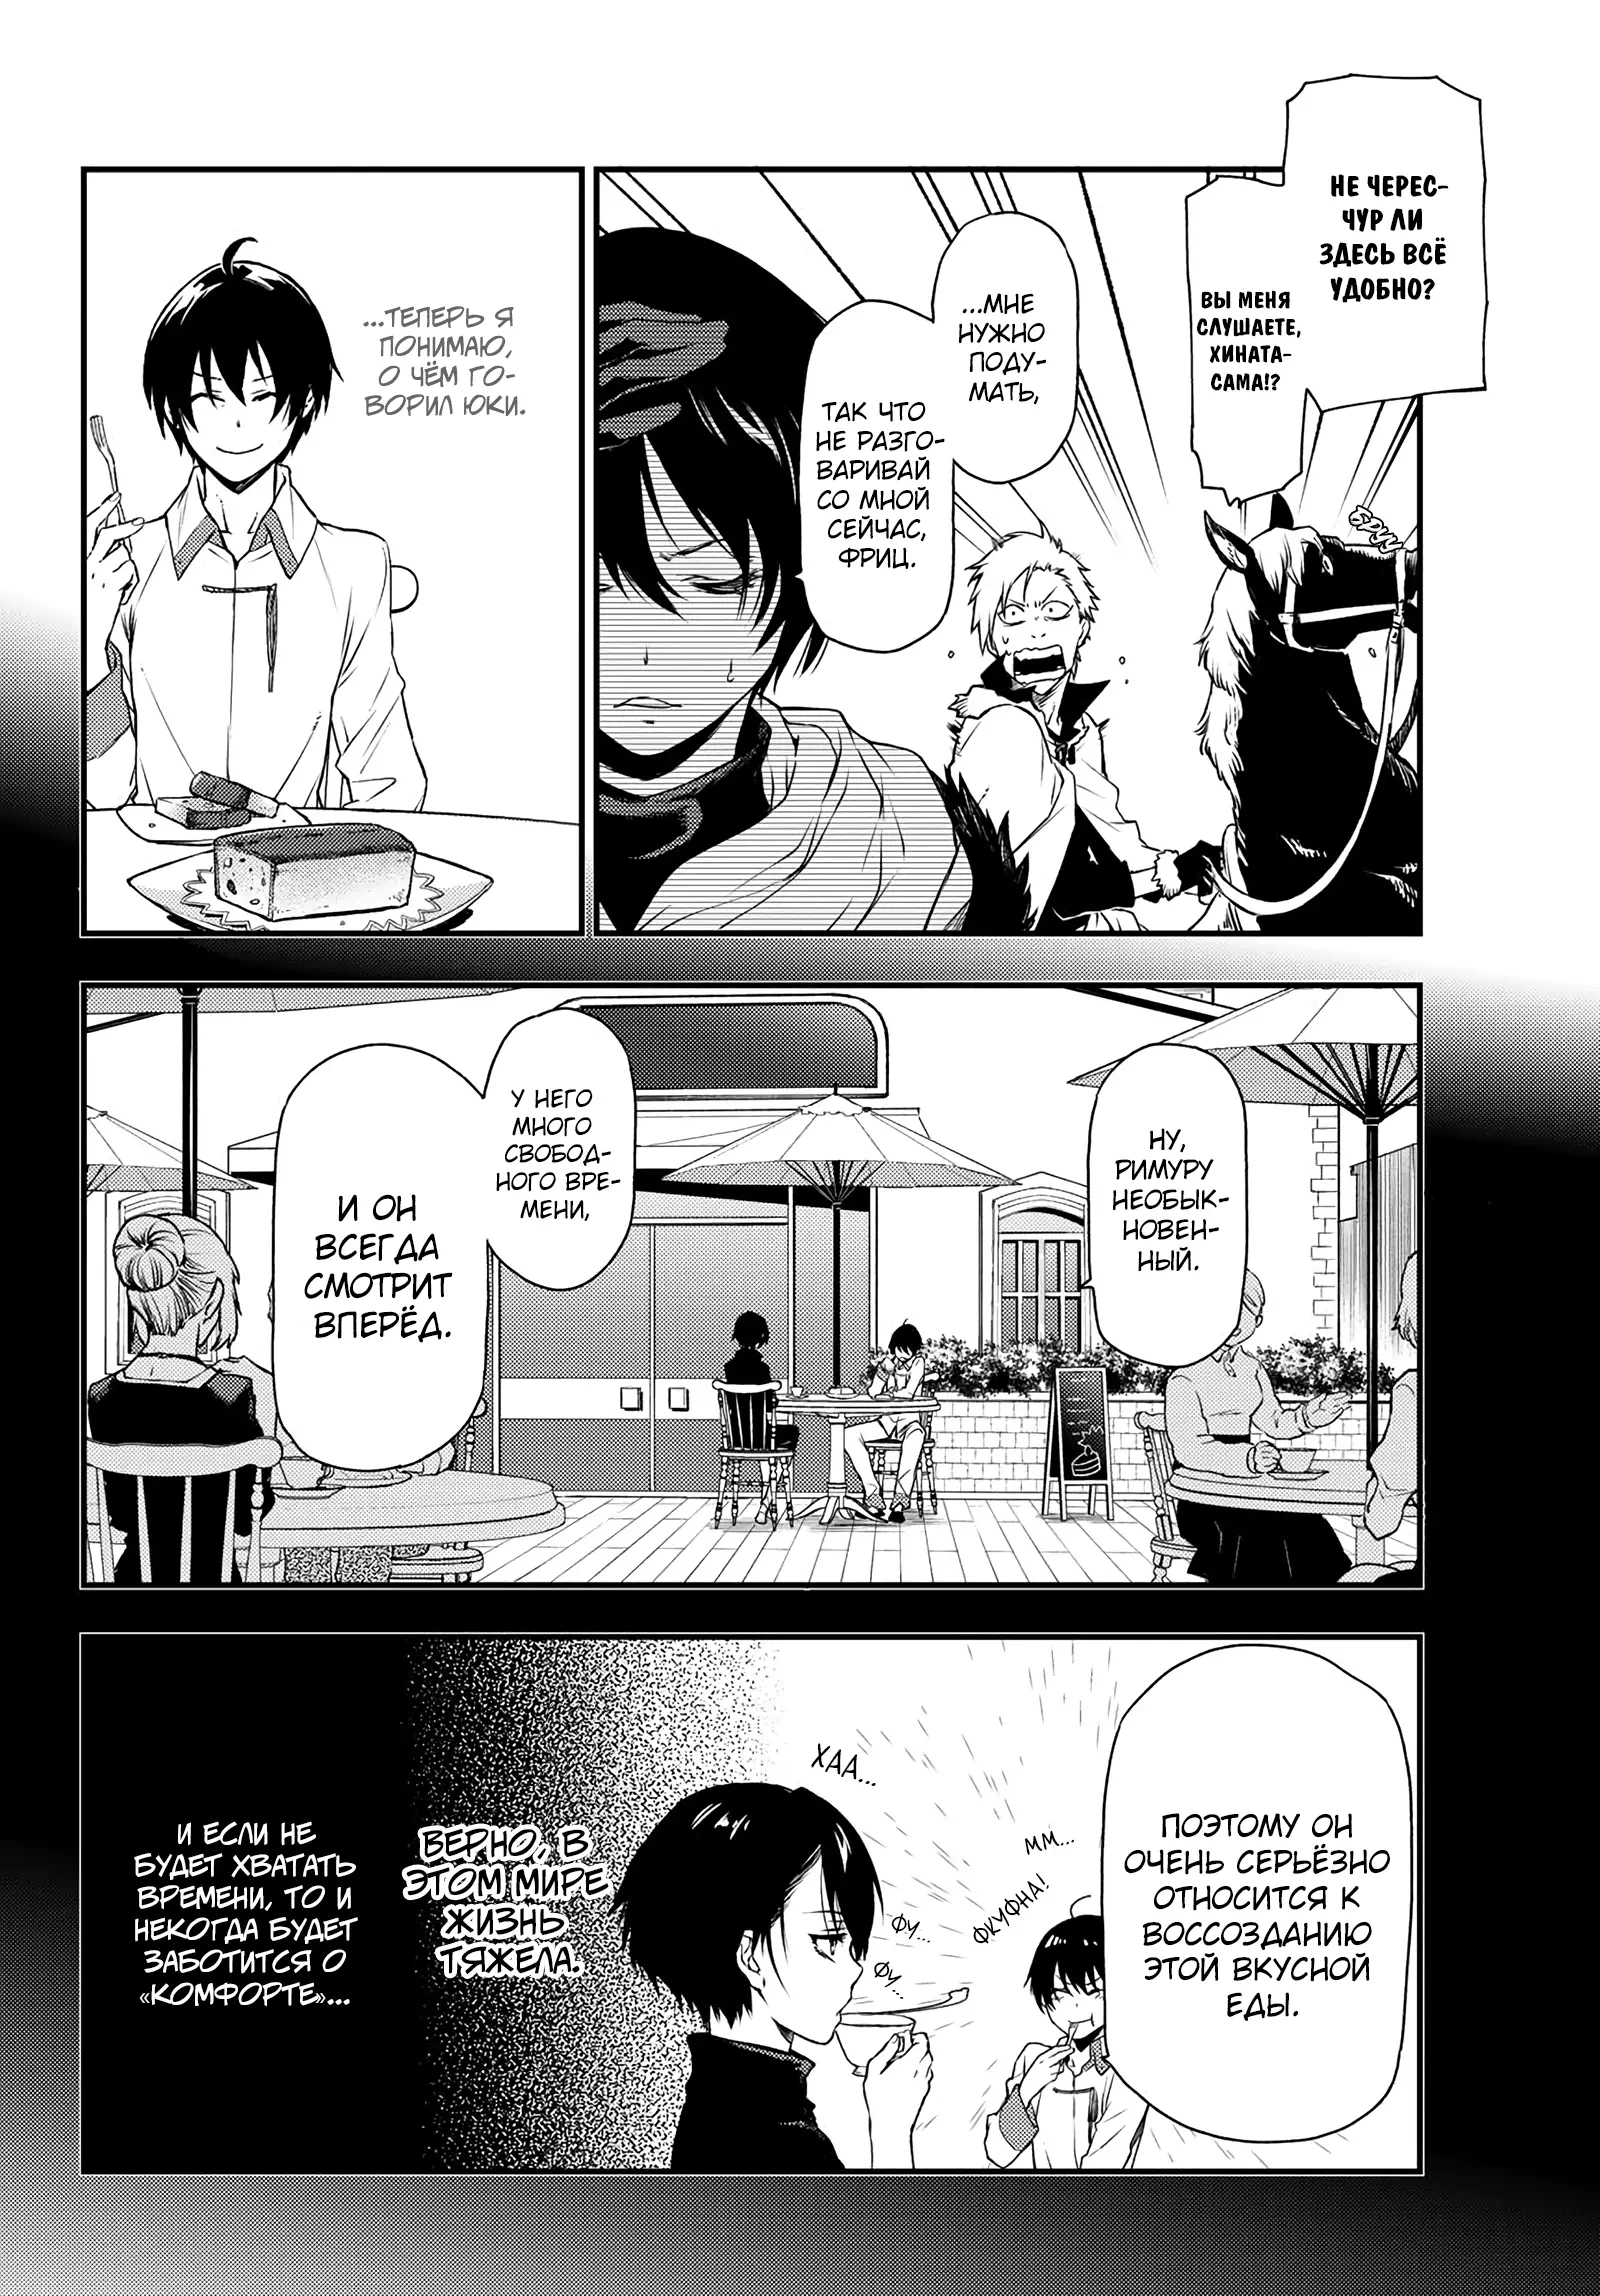 НЕ ЧЕРЕС-
ЧУР ЛИ
ЗДЕСЬ ВСЁ
УДОБНО?
ВЫ МЕНЯ
СЛУШАЕТЕ,
ХИНАТА-
САМА!?
БРУУ
...МНЕ
НУЖНО
ПОДУ-
МАТЬ,
ТАК ЧТО
НЕ РАЗГО-
ВАРИВАЙ
СО МНОЙ
СЕЙЧАС,
ФРИЦ.
...ТЕПЕРЬ Я
ПОНИМАЮ,
О ЧЁМ ГО-
ВОРИЛ ЮКИ.
НУ,
РИМУРУ
НЕОБЫК-
НОВЕН-
НЫЙ.
У НЕГО
МНОГО
СВОБОД-
НОГО ВРЕ-
МЕНИ,
И ОН
ВСЕГДА
СМОТРИТ
ВПЕРЁД.
ПОЭТОМУ ОН
ОЧЕНЬ СЕРЬЁЗНО
ОТНОСИТСЯ К
ВОССОЗДАНИЮ
ЭТОЙ ВКУСНОЙ
ЕДЫ.
ММ...
ФКУФНА!
ХАА...
ФУ...
ФУ...
ВЕРНО, В
ЭТОМ МИРЕ
ЖИЗНЬ
ТЯЖЕЛА.
И ЕСЛИ НЕ
БУДЕТ ХВАТАТЬ
ВРЕМЕНИ, ТО И
НЕКОГДА БУДЕТ
ЗАБОТИТСЯ О
«КОМФОРТЕ»...